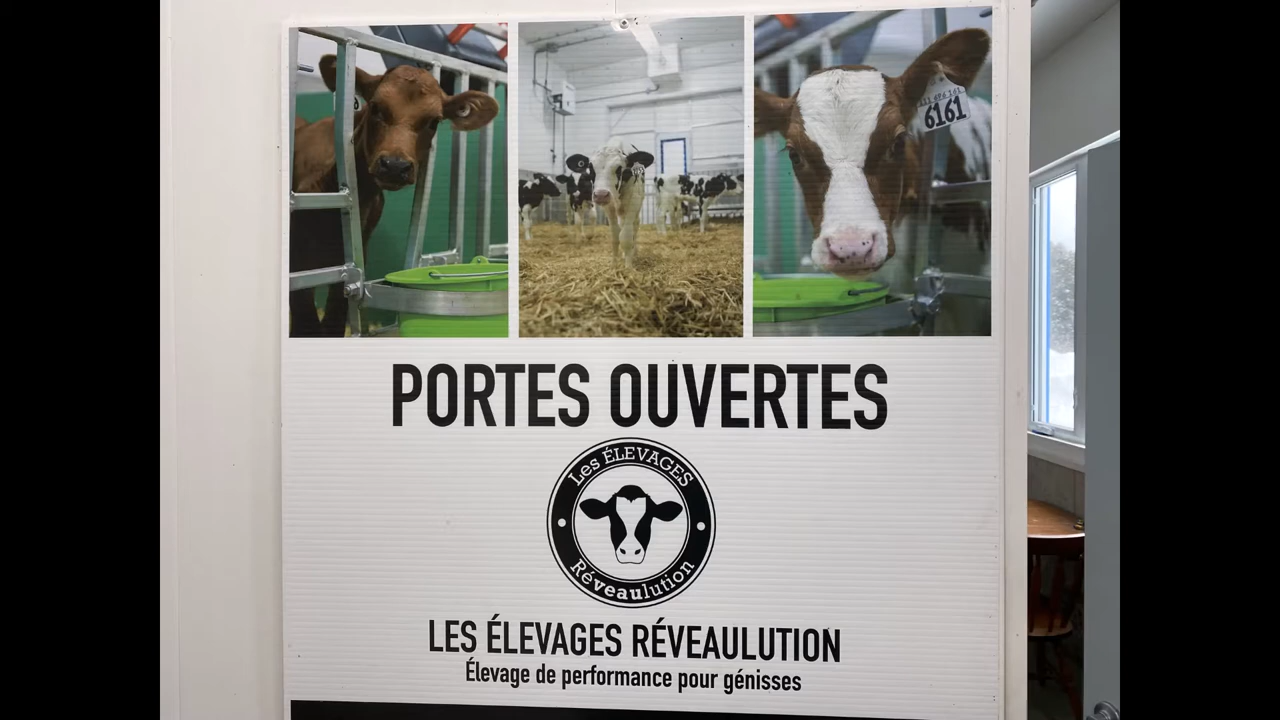 6161
PORTES OUVERTES
Les ÉLEVAGES
Réveaulution
LES ÉLEVAGES RÉVEAULUTION
Élevage de performance pour génisses